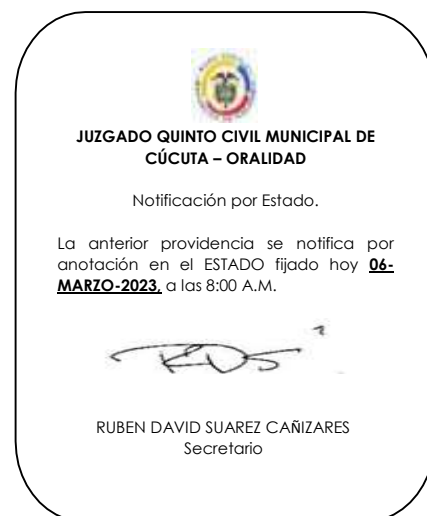 JUZGADO QUINTO CIVIL MUNICIPAL DE
CÚCUTA – ORALIDAD
Notificación por Estado.
La anterior providencia se notifica por
anotación en el ESTADO fijado hoy 06-
MARZO-2023, a las 8:00 A.M.
RUBEN DAVID SUAREZ CAÑIZARES
Secretario